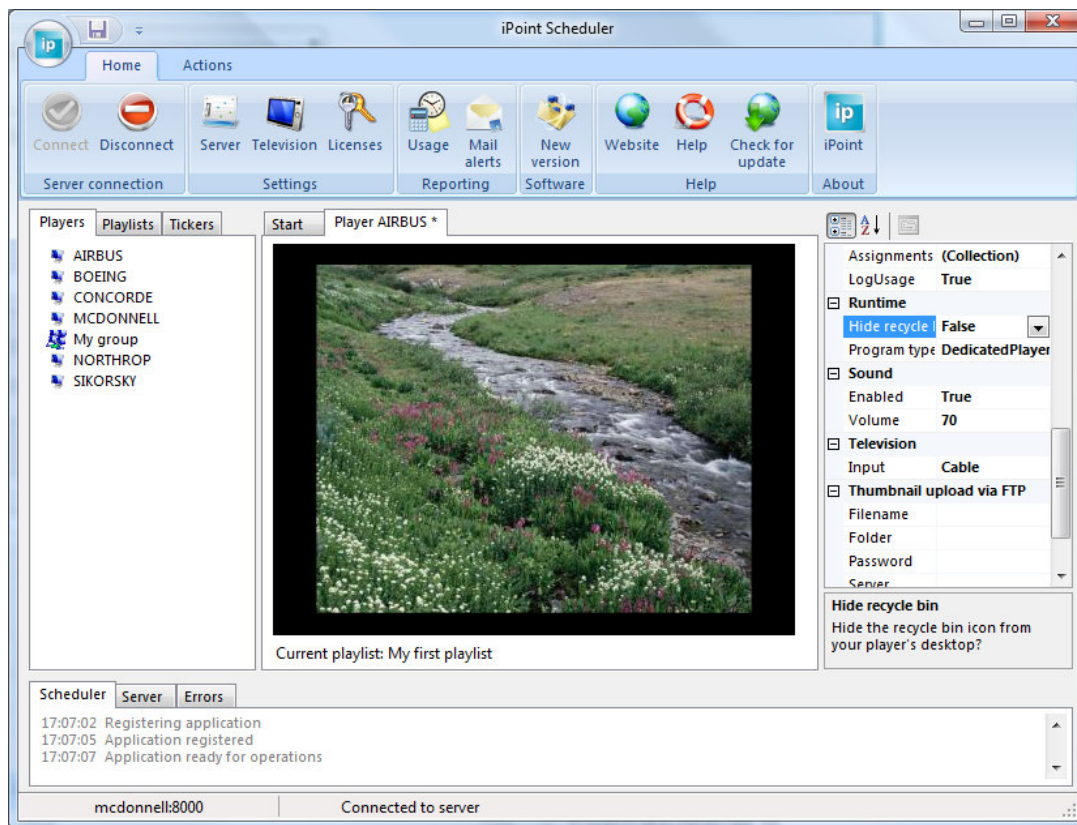 iPoint Scheduler
ip
Home Actions
Connect Disconnect Server Television Licenses Usage Mail alerts New version Website Help Check for update ip iPoint
Server connection Settings Reporting Software Help About
Players Playlists Tickers
AIRBUS
BOEING
CONCORDE
MCDONNELL
My group
NORTHROP
SIKORSKY
Start Player AIRBUS *
Current playlist: My first playlist
A
Z
Assignments (Collection)
LogUsage True
Runtime
Hide recycle False
Program type DedicatedPlayer
Sound
Enabled True
Volume 70
Television
Input Cable
Thumbnail upload via FTP
Filename
Folder
Password
Server
Hide recycle bin
Hide the recycle bin icon from
your player's desktop?
Scheduler Server Errors
17:07:02 Registering application
17:07:05 Application registered
17:07:07 Application ready for operations
mcdonnell:8000 Connected to server